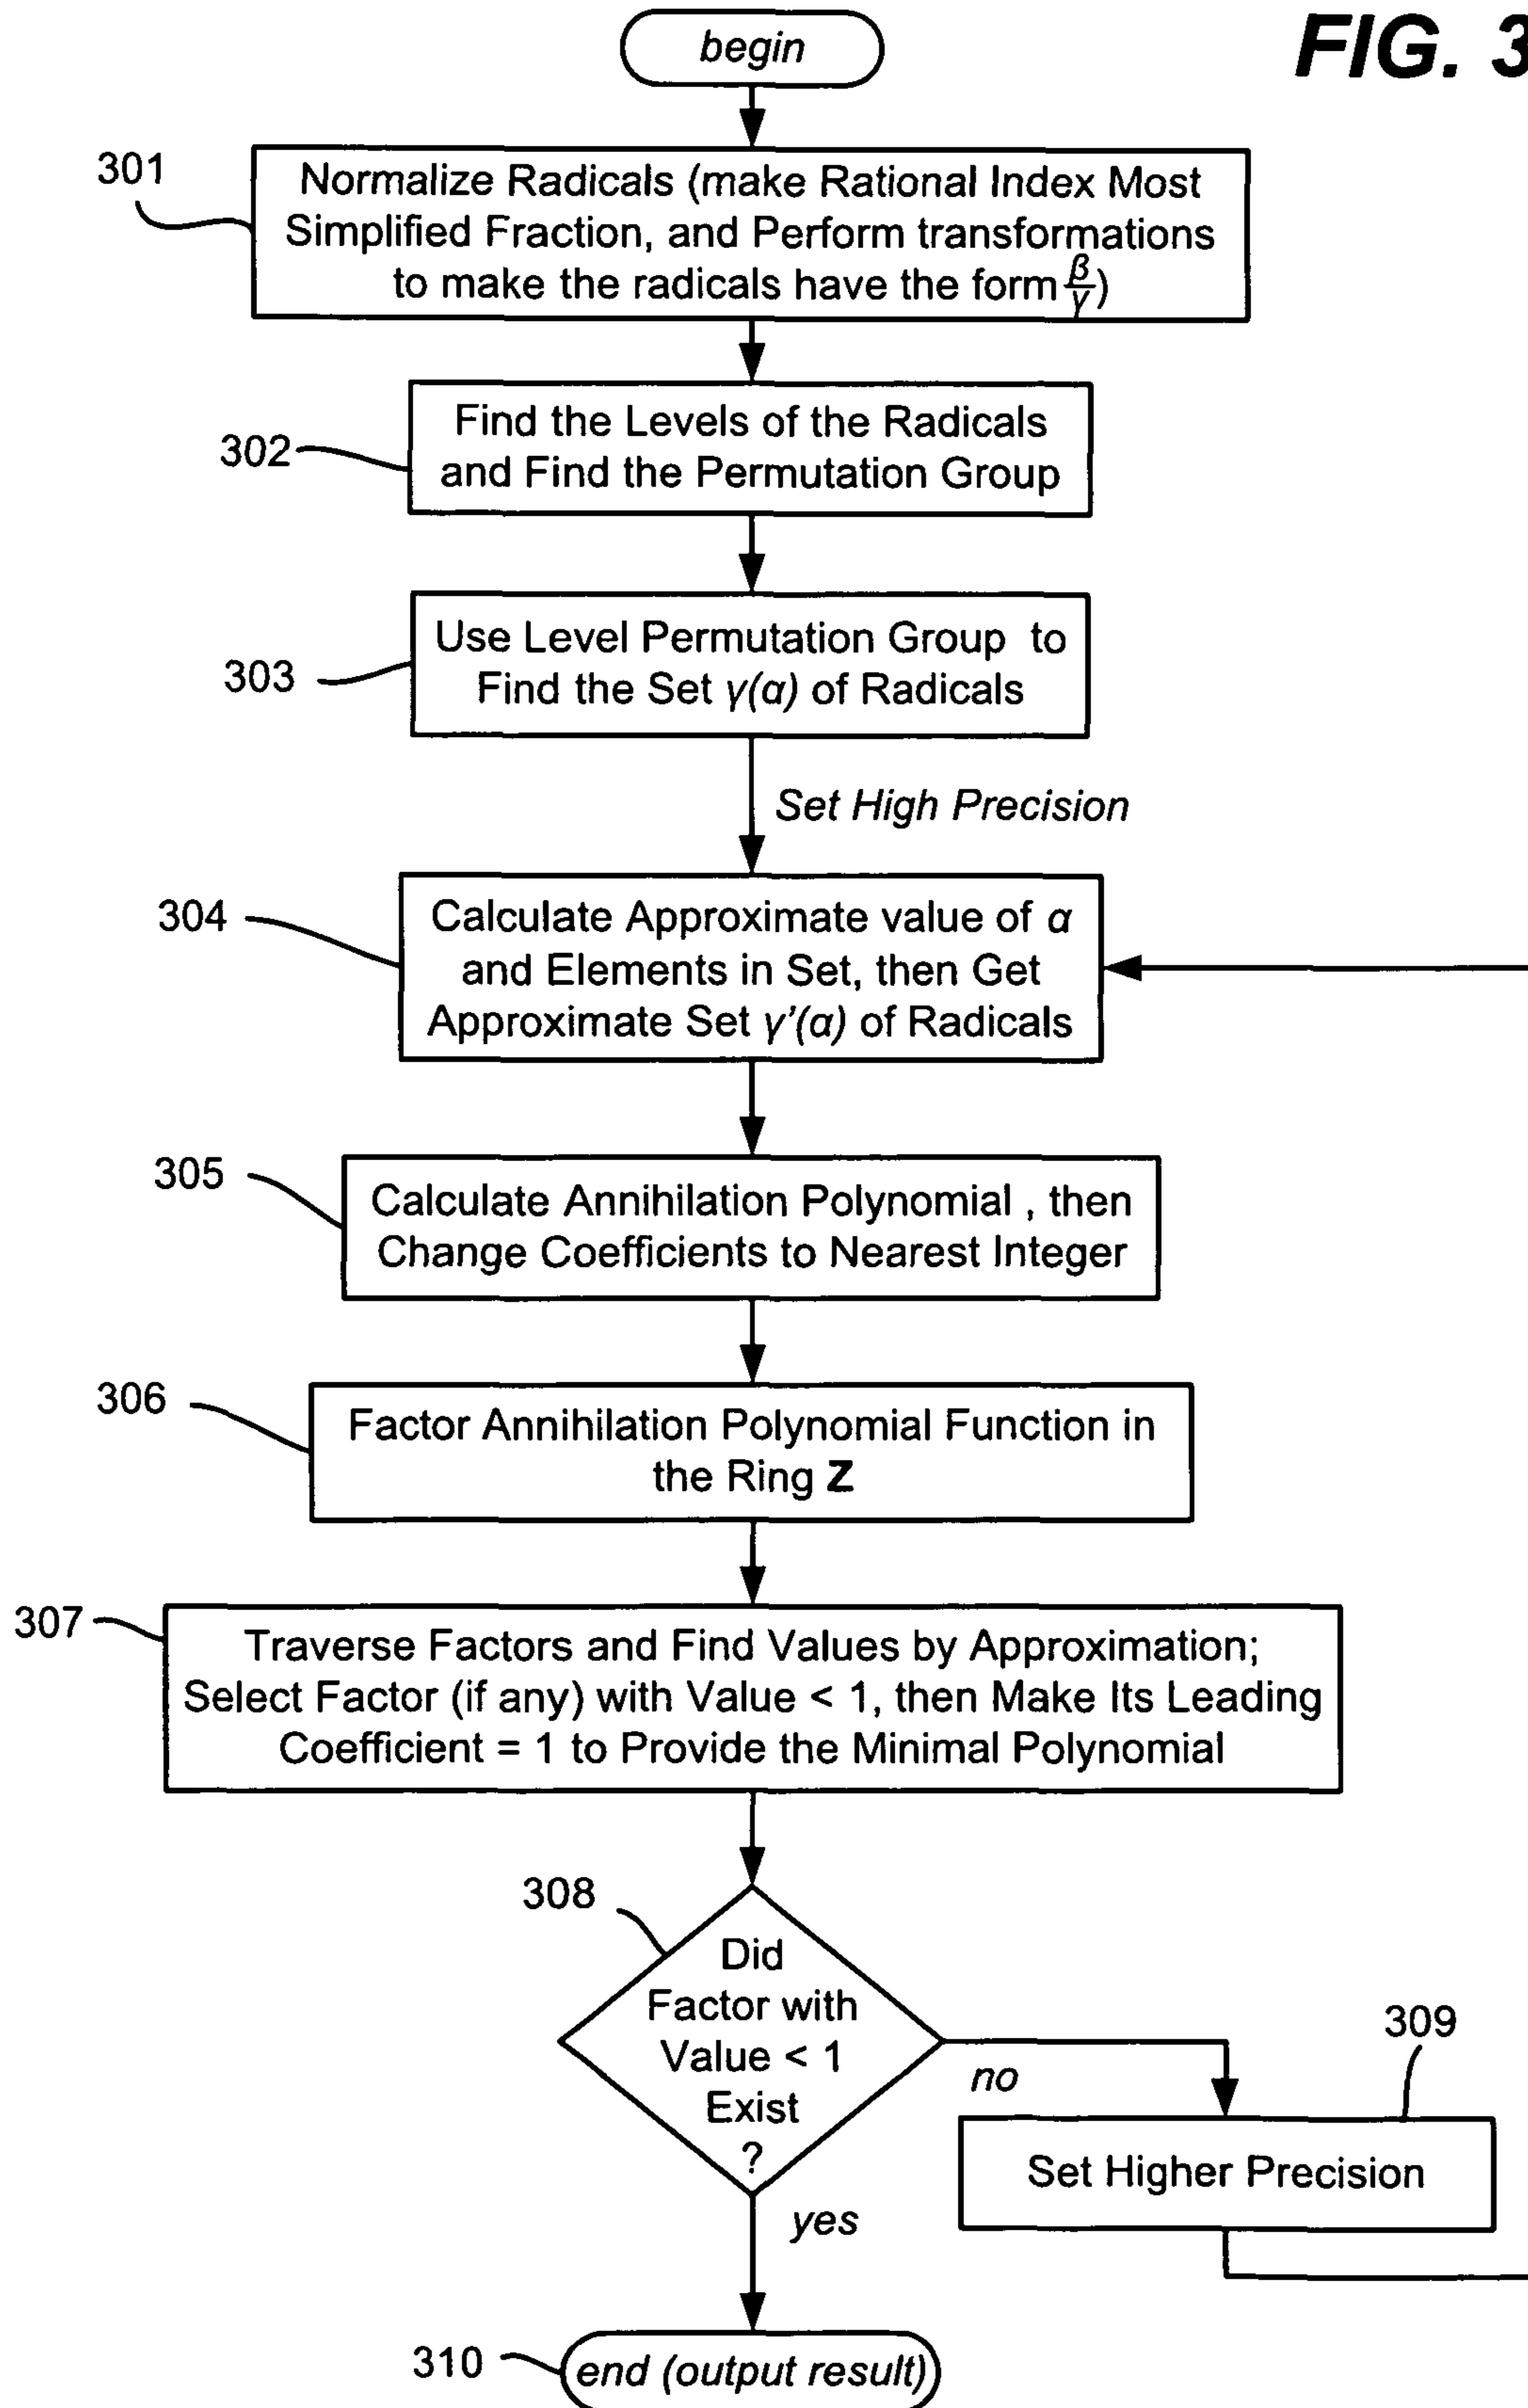 FIG. 3
begin
301
Normalize Radicals (make Rational Index Most
Simplified Fraction, and Perform transformations
to make the radicals have the form β/γ)
302
Find the Levels of the Radicals
and Find the Permutation Group
303
Use Level Permutation Group to
Find the Set γ(α) of Radicals
Set High Precision
304
Calculate Approximate value of α
and Elements in Set, then Get
Approximate Set γ'(α) of Radicals
305
Calculate Annihilation Polynomial , then
Change Coefficients to Nearest Integer
306
Factor Annihilation Polynomial Function in
the Ring Z
307
Traverse Factors and Find Values by Approximation;
Select Factor (if any) with Value < 1, then Make Its Leading
Coefficient = 1 to Provide the Minimal Polynomial
308
Did
Factor with
Value < 1
Exist
?
no
309
Set Higher Precision
yes
310
end (output result)